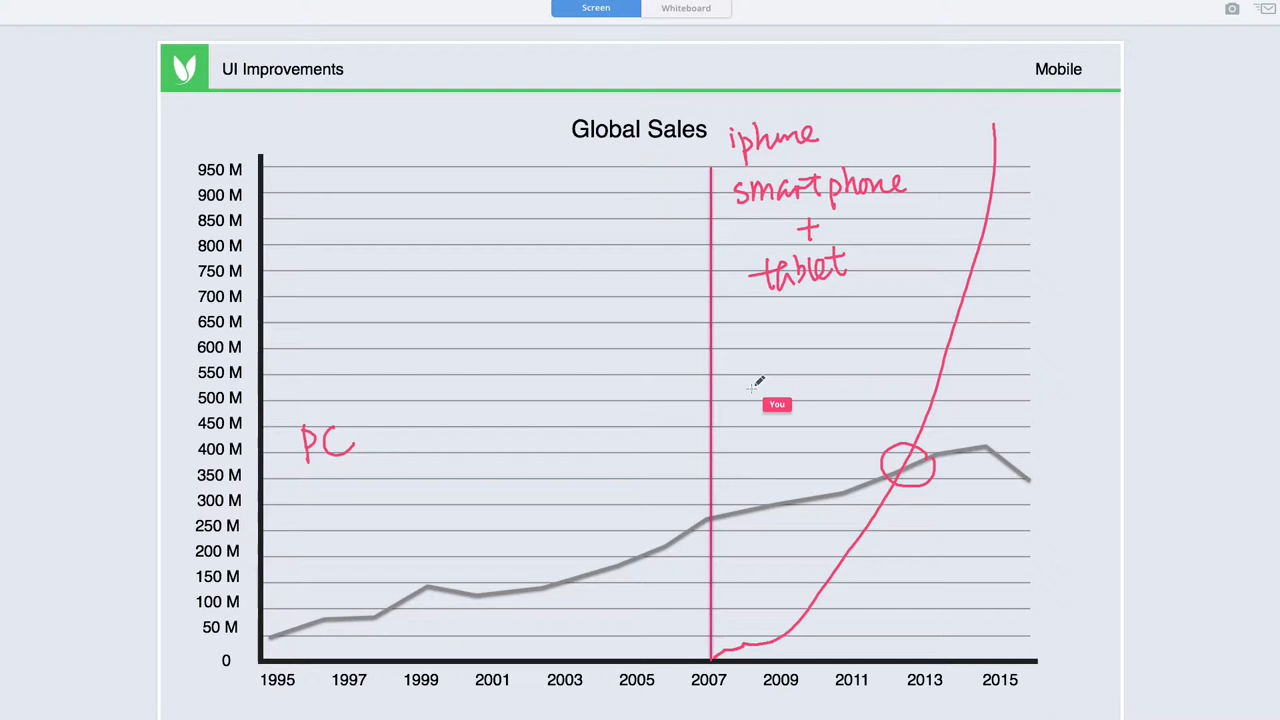 Screen Whiteboard
UI Improvements Mobile
Global Sales
iphone
smartphone
+
tablet
950 M
900 M
850 M
800 M
750 M
700 M
650 M
600 M
550 M
500 M
You
450 M
PC
400 M
350 M
300 M
250 M
200 M
150 M
100 M
50 M
0
1995 1997 1999 2001 2003 2005 2007 2009 2011 2013 2015